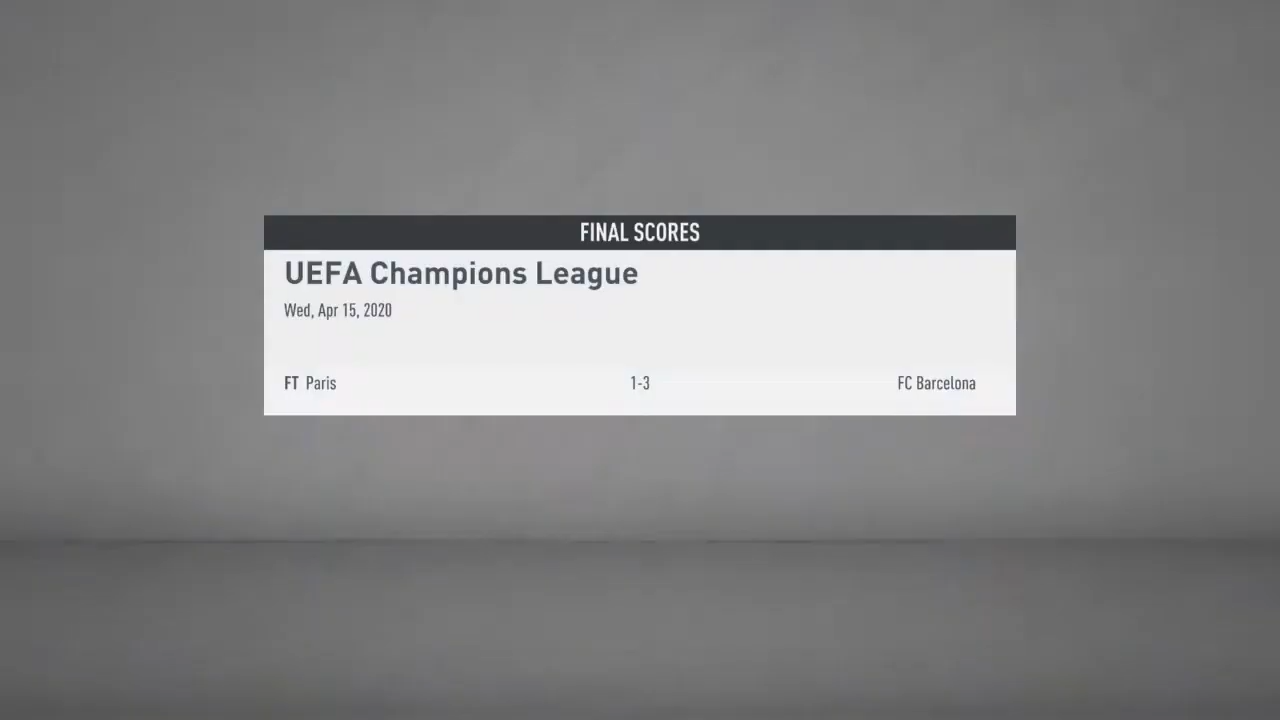 FINAL SCORES
UEFA Champions League
Wed, Apr 15, 2020
FT Paris 1-3 FC Barcelona